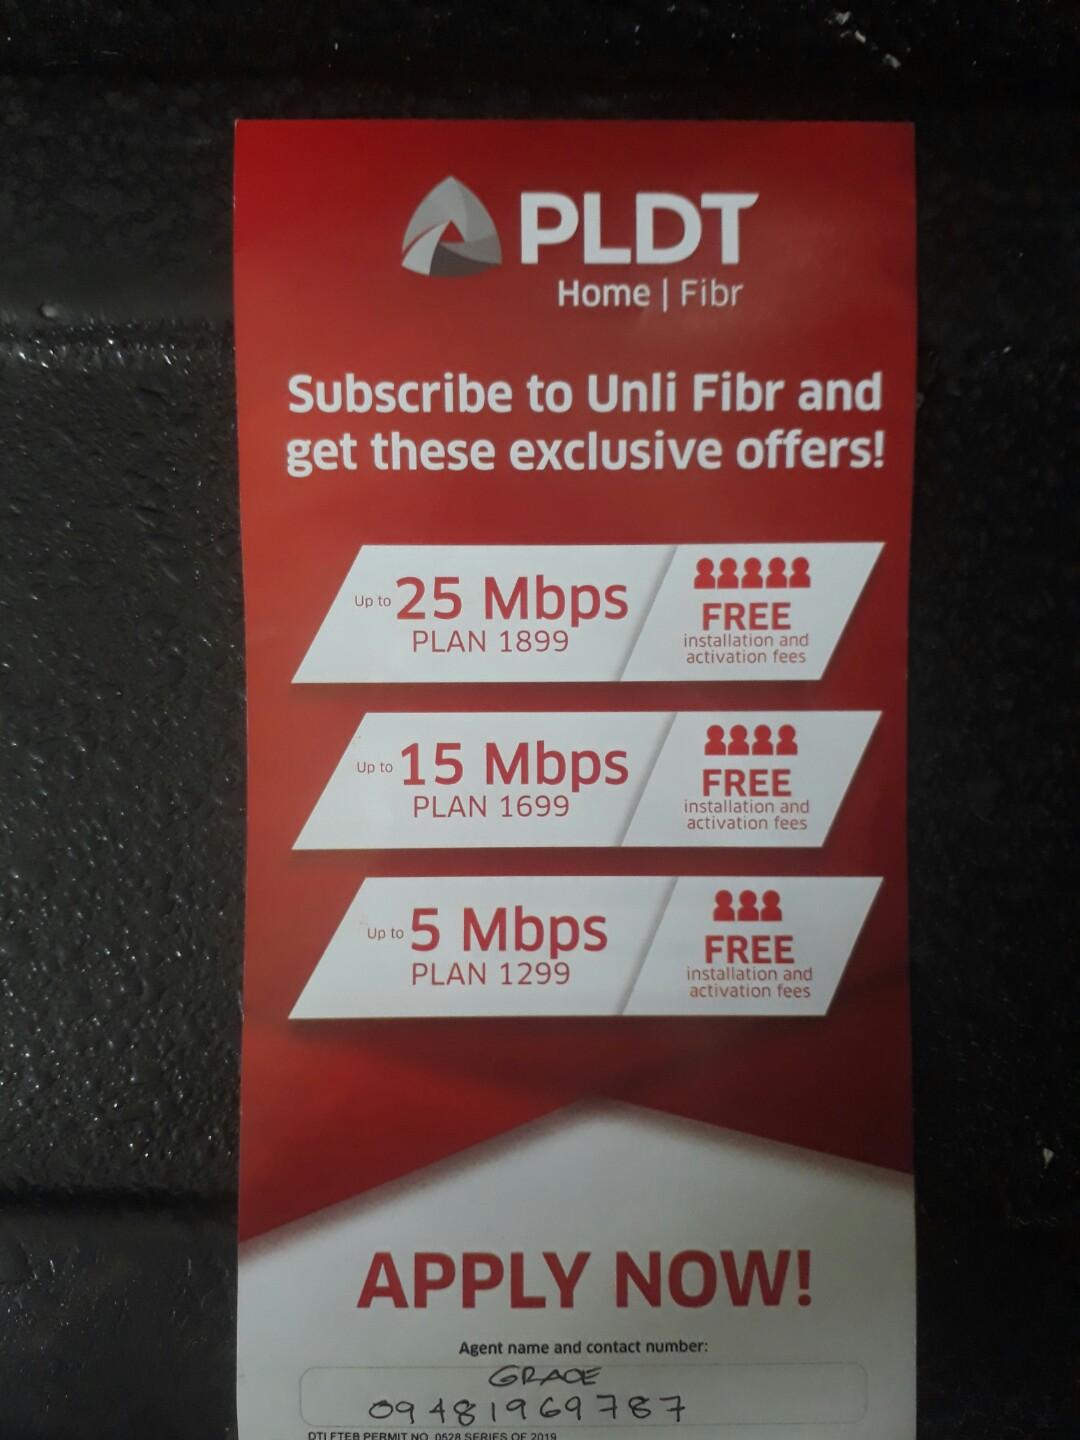 PLDT
Home | Fibr
Subscribe to Unli Fibr and
get these exclusive offers!
Up to 25 Mbps
PLAN 1899
FREE
installation and
activation fees
Up to 15 Mbps
PLAN 1699
FREE
installation and
activation fees
Up to 5 Mbps
PLAN 1299
FREE
installation and
activation fees
APPLY NOW!
Agent name and contact number:
GRACE
09481969787
DTI FTEB PERMIT NO. 0528 SERIES OF 2019